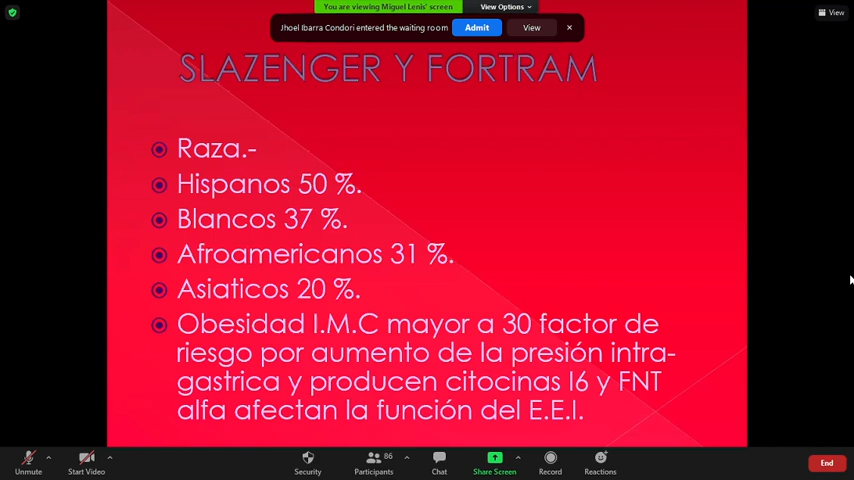 You are viewing Miguel Lenis' screen
View Options
View
Jhoel Ibarra Condori entered the waiting room
Admit
View
SLAZENGER Y FORTRAM
Raza.-
Hispanos 50 %.
Blancos 37 %.
Afroamericanos 31 %.
Asiaticos 20 %.
Obesidad I.M.C mayor a 30 factor de
riesgo por aumento de la presión intra-
gastrica y producen citocinas I6 y FNT
alfa afectan la función del E.E.I.
Unmute
Start Video
Security
Participants
86
Chat
Share Screen
Record
Reactions
End